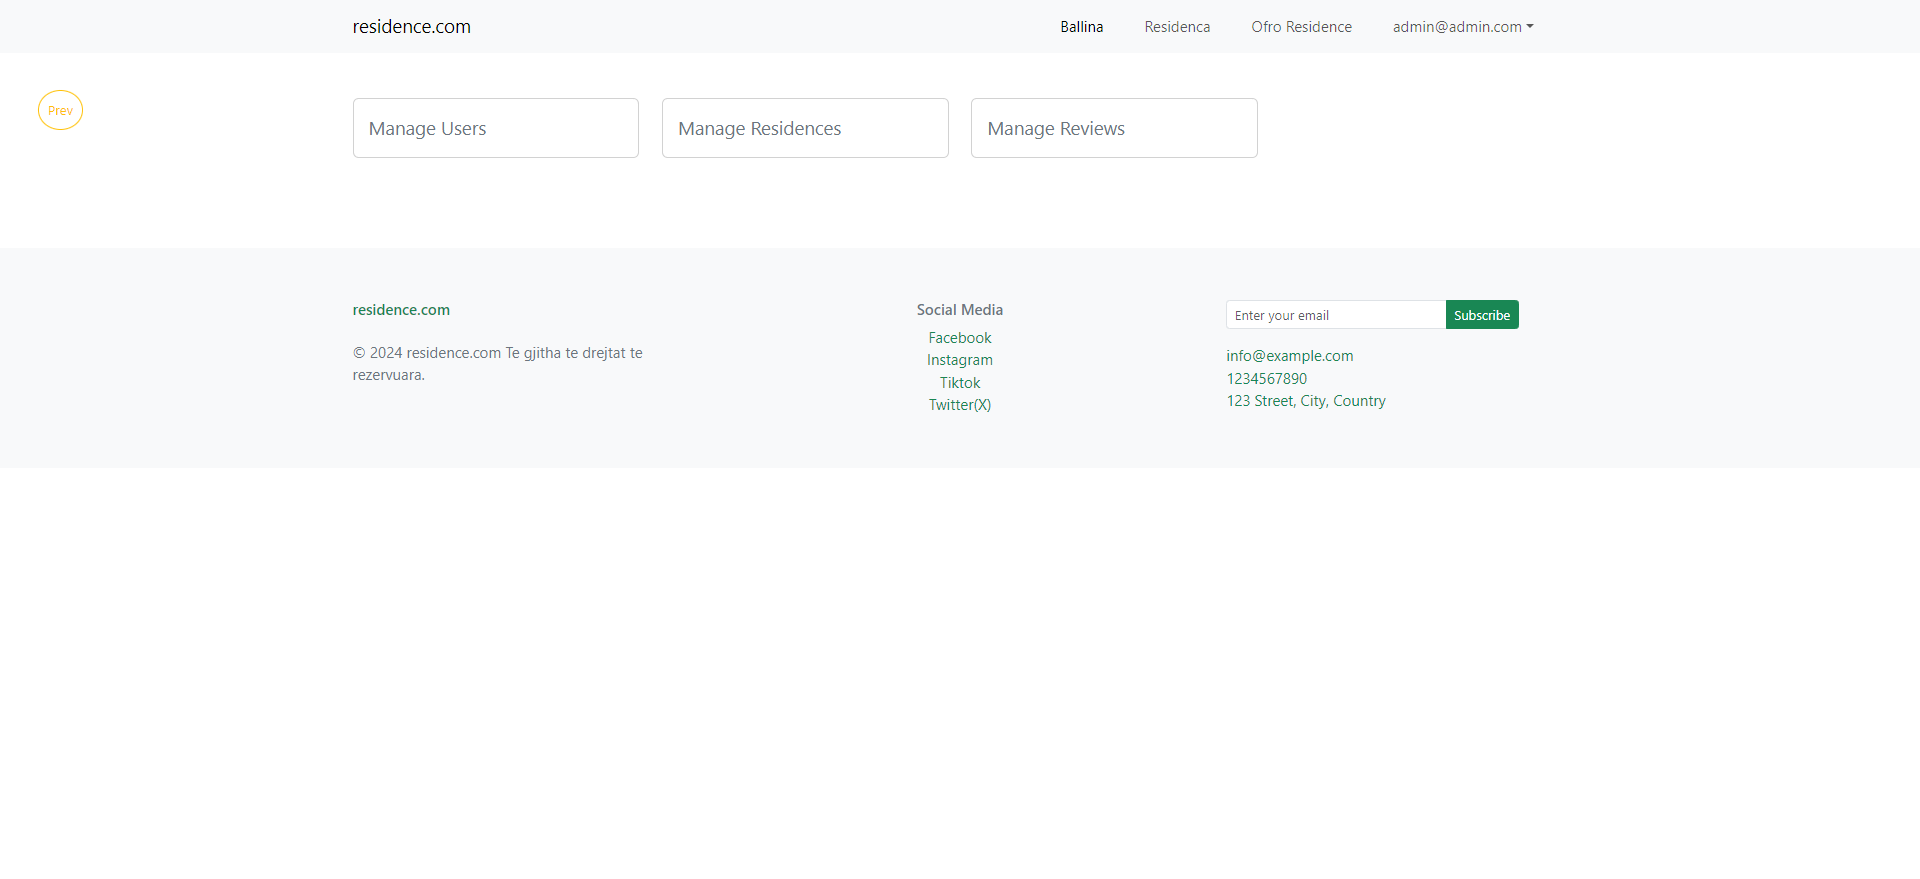 residence.com
Ballina
Residenca
Ofro Residence
admin@admin.com
Prev
Manage Users
Manage Residences
Manage Reviews
residence.com
© 2024 residence.com Te gjitha te drejtat te
rezervuara.
Social Media
Facebook
Instagram
Tiktok
Twitter(X)
Enter your email
Subscribe
info@example.com
1234567890
123 Street, City, Country